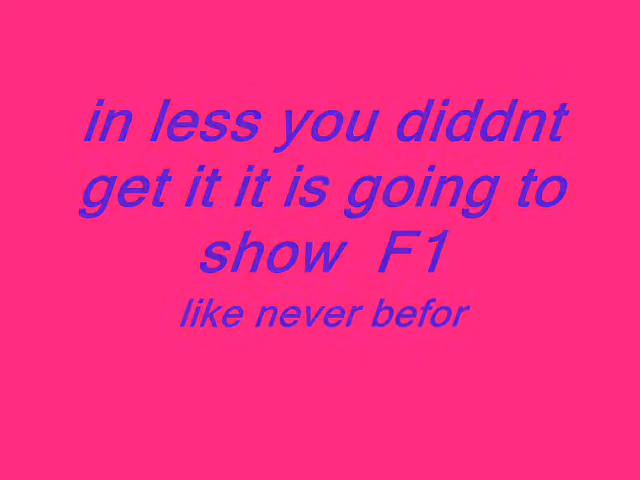 in less you diddnt
get it it is going to
show  F1
like never befor